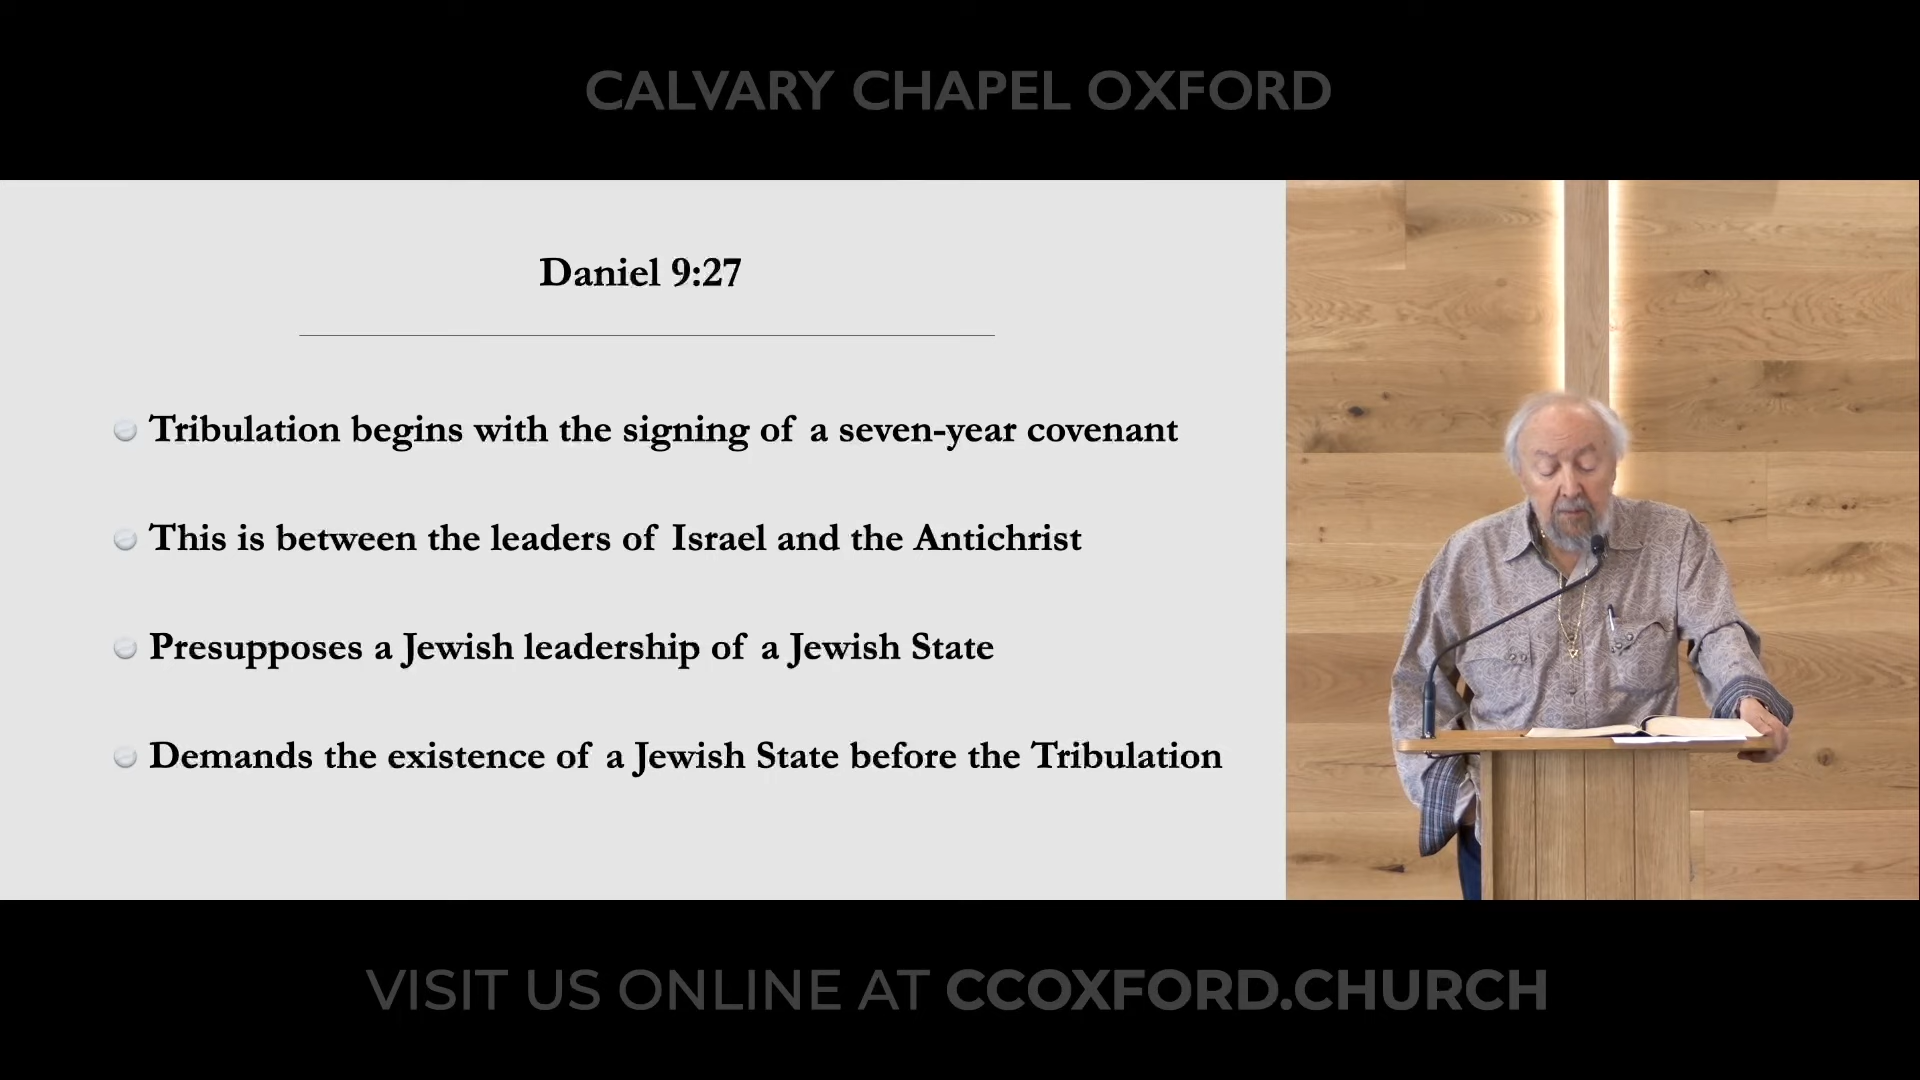 CALVARY CHAPEL OXFORD
Daniel 9:27
Tribulation begins with the signing of a seven-year covenant
This is between the leaders of Israel and the Antichrist
Presupposes a Jewish leadership of a Jewish State
Demands the existence of a Jewish State before the Tribulation
VISIT US ONLINE AT CCOXFORD.CHURCH